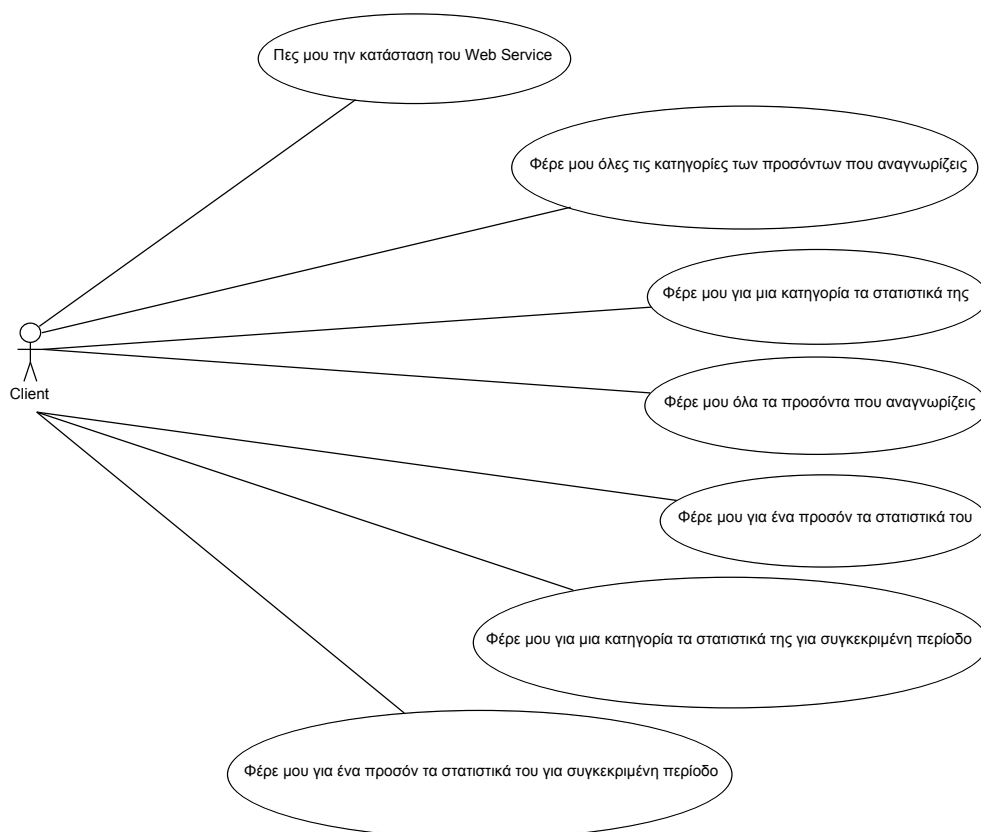 Πες μου την κατάσταση του Web Service
Φέρε μου όλες τις κατηγορίες των προσόντων που αναγνωρίζεις
Φέρε μου για μια κατηγορία τα στατιστικά της
Client
Φέρε μου όλα τα προσόντα που αναγνωρίζεις
Φέρε μου για ένα προσόν τα στατιστικά του
Φέρε μου για μια κατηγορία τα στατιστικά της για συγκεκριμένη περίοδο
Φέρε μου για ένα προσόν τα στατιστικά του για συγκεκριμένη περίοδο